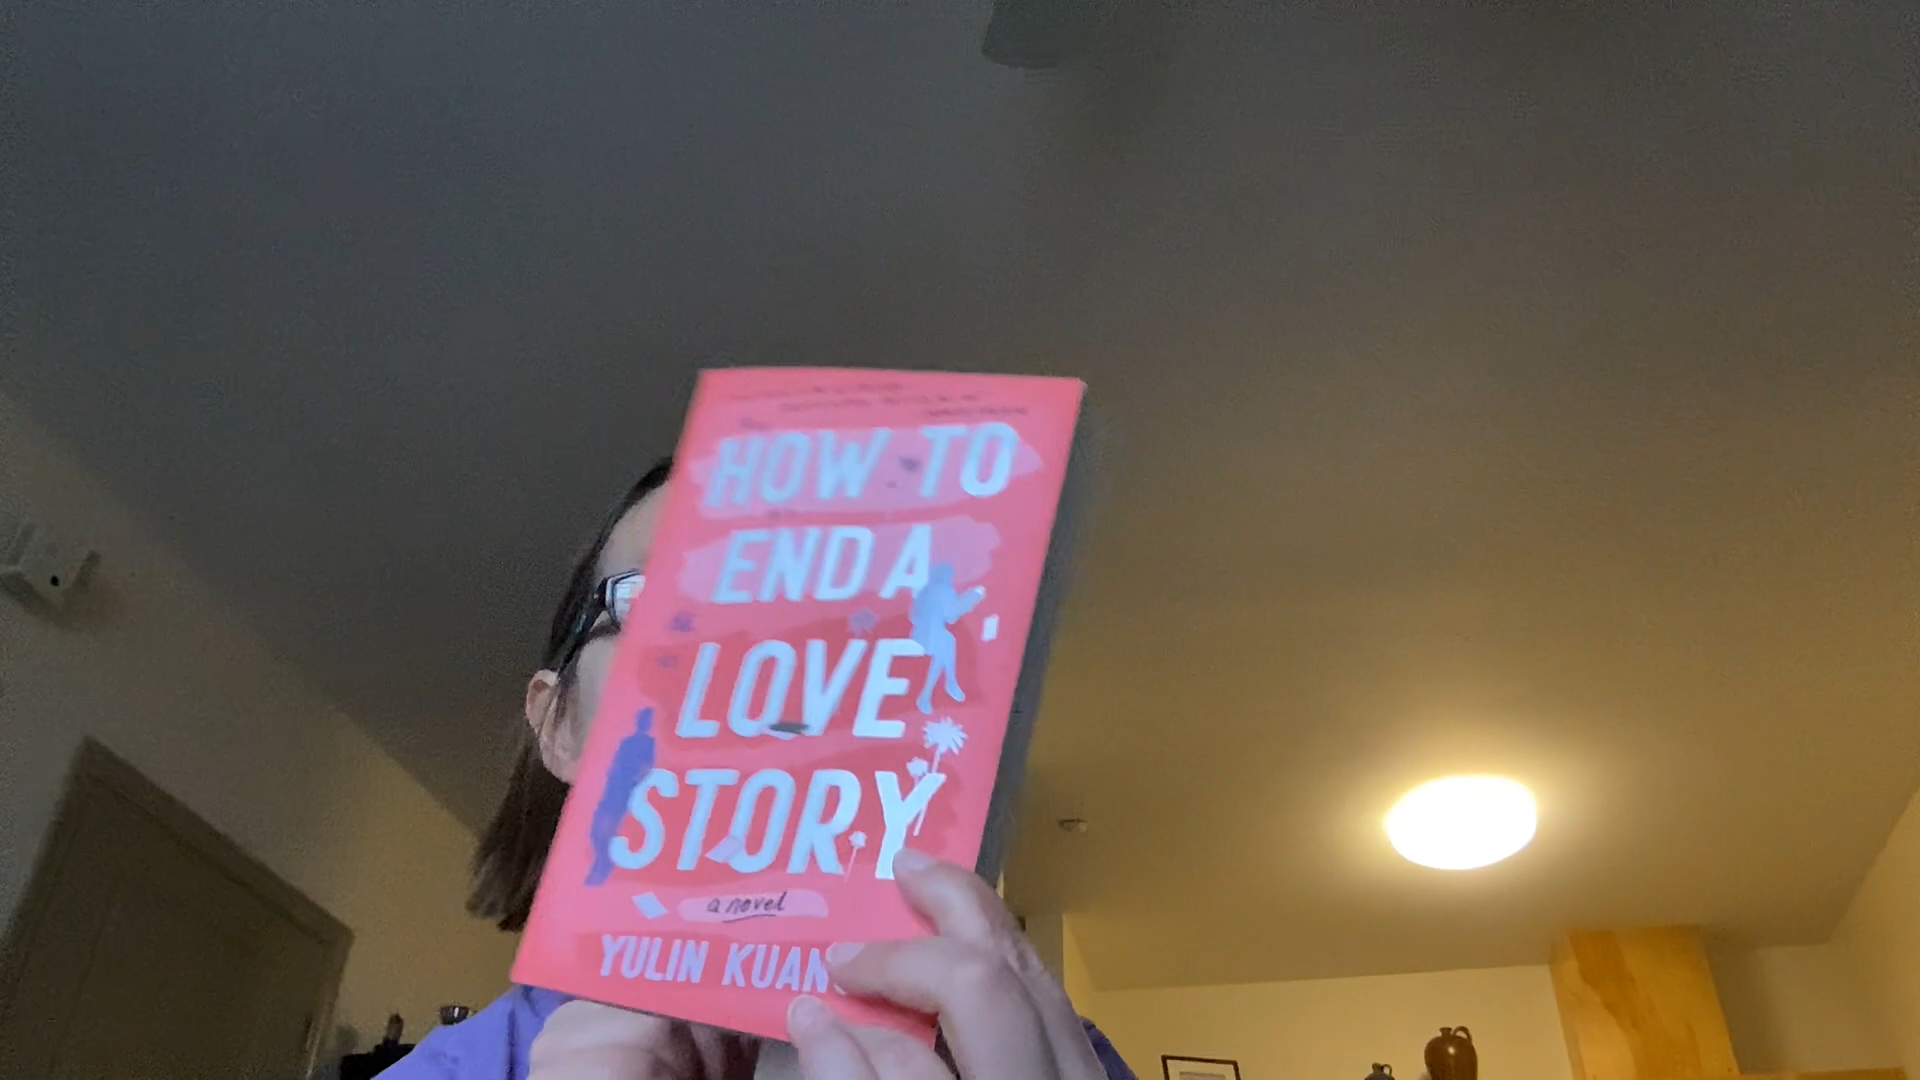 HOW TO
END A
LOVE
STORY
a novel
YULIN KUAN